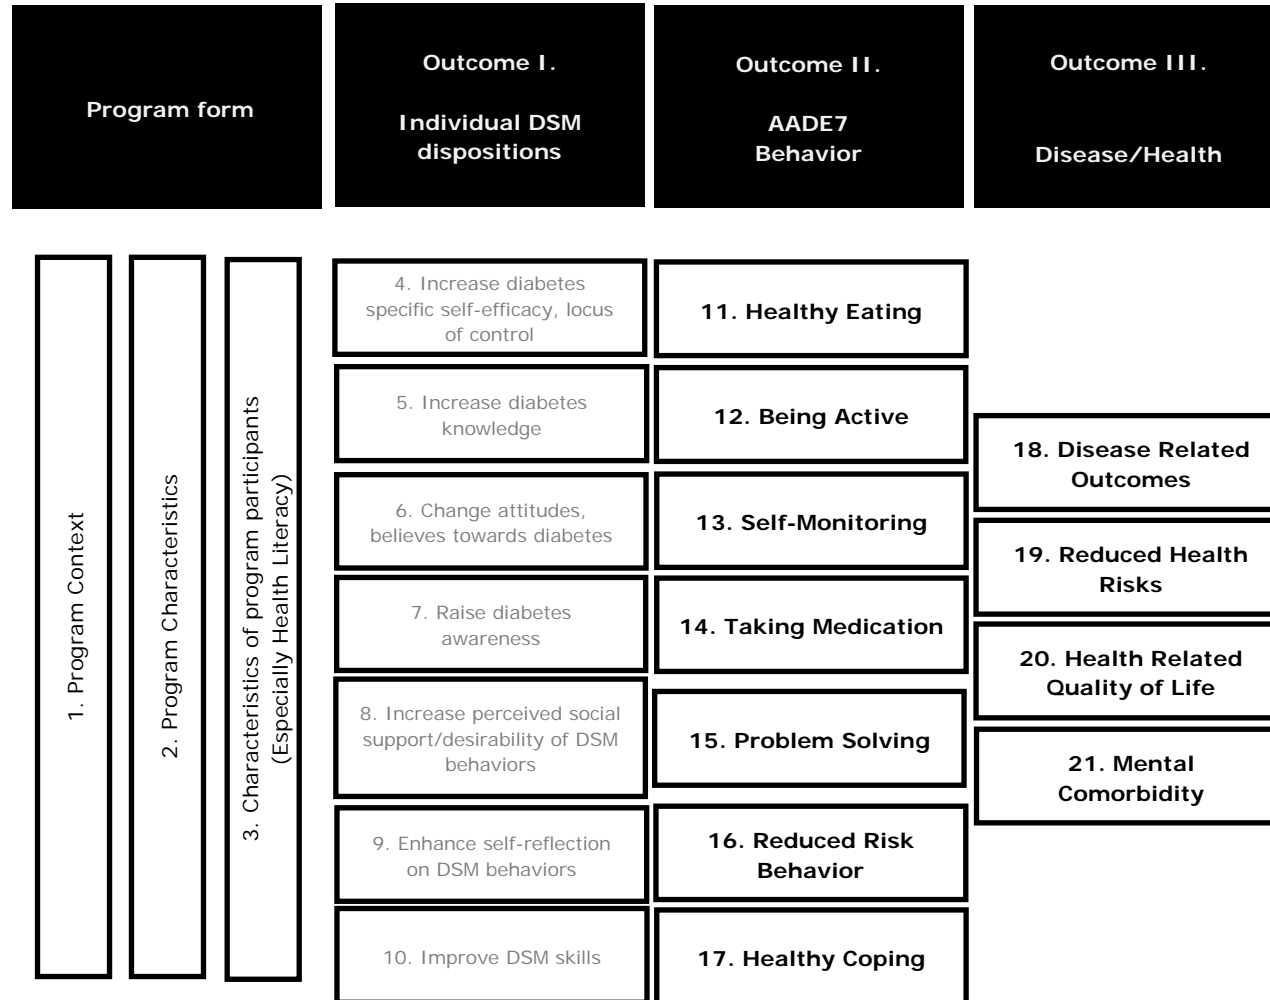 Program form
Outcome I.
Individual DSM
dispositions
Outcome II.
AADE7
Behavior
Outcome III.
Disease/Health
1. Program Context
2. Program Characteristics
3. Characteristics of program participants
(Especially Health Literacy)
4. Increase diabetes
specific self-efficacy, locus
of control
5. Increase diabetes
knowledge
6. Change attitudes,
believes towards diabetes
7. Raise diabetes
awareness
8. Increase perceived social
support/desirability of DSM
behaviors
9. Enhance self-reflection
on DSM behaviors
10. Improve DSM skills
11. Healthy Eating
12. Being Active
13. Self-Monitoring
14. Taking Medication
15. Problem Solving
16. Reduced Risk
Behavior
17. Healthy Coping
18. Disease Related
Outcomes
19. Reduced Health
Risks
20. Health Related
Quality of Life
21. Mental
Comorbidity